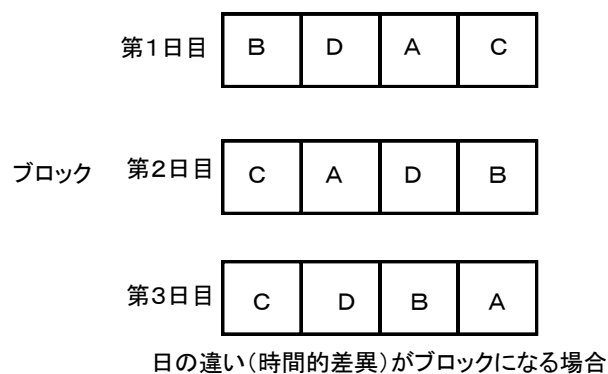 第1日目 B D A C
ブロック 第2日目 C A D B
第3日目 C D B A
日の違い(時間的差異)がブロックになる場合